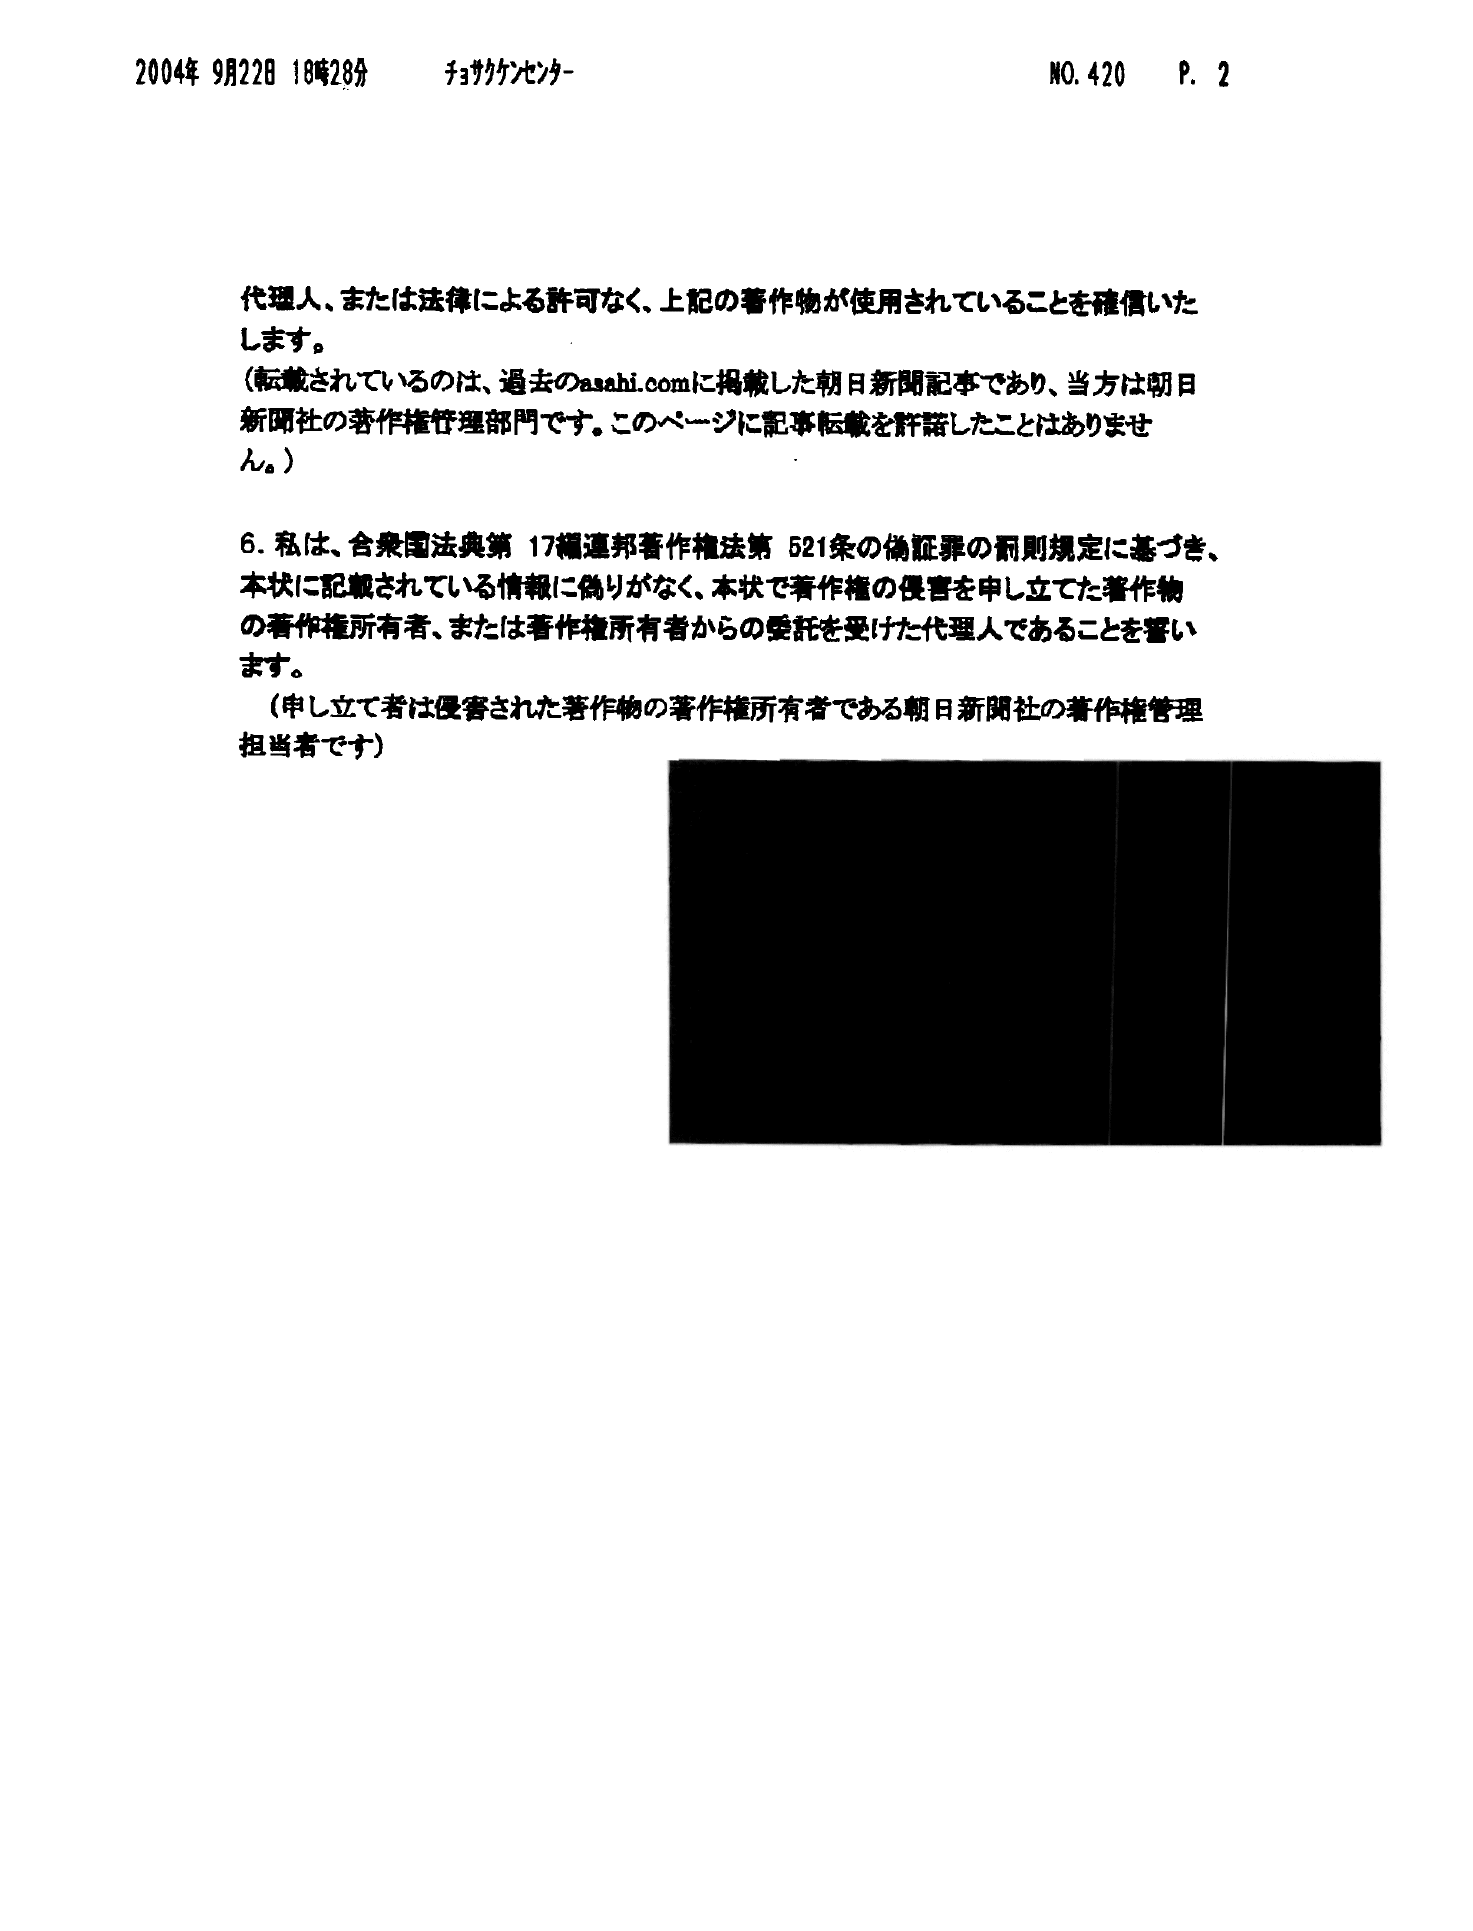 2004年 9月22日 18時28分 ﾁｮｻｸｹﾝｾﾝﾀｰ NO. 420 P. 2
代理人、または法律による許可なく、上記の著作物が使用されていることを確信いた
します。
（転載されているのは、過去のasahi.comに掲載した朝日新聞記事であり、当方は朝日
新聞社の著作権管理部門です。このページに記事転載を許諾したことはありませ
ん。）
6. 私は、合衆国法典第 17編連邦著作権法第 521条の偽証罪の罰則規定に基づき、
本状に記載されている情報に偽りがなく、本状で著作権の侵害を申し立てた著作物
の著作権所有者、または著作権所有者からの委託を受けた代理人であることを誓い
ます。
（申し立て者は侵害された著作物の著作権所有者である朝日新聞社の著作権管理
担当者です）